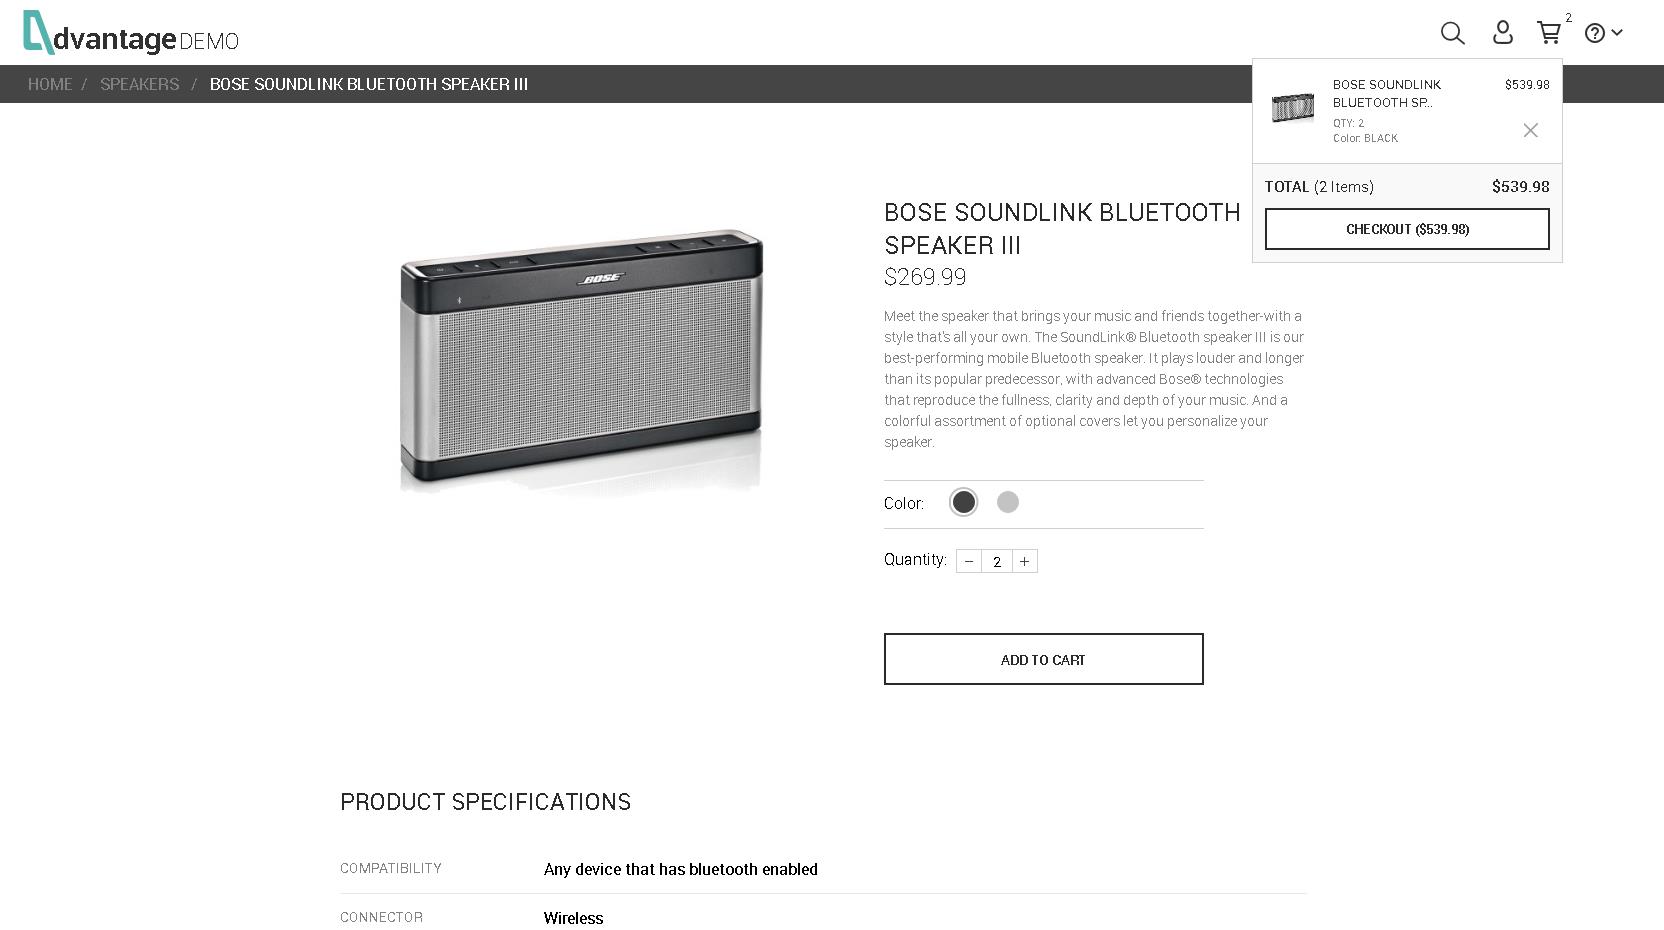 dvantage DEMO
2
HOME / SPEAKERS / BOSE SOUNDLINK BLUETOOTH SPEAKER III
BOSE SOUNDLINK
BLUETOOTH SP...
$539.98
QTY: 2
Color: BLACK
TOTAL (2 Items) $539.98
CHECKOUT ($539.98)
BOSE
BOSE SOUNDLINK BLUETOOTH
SPEAKER III
$269.99
Meet the speaker that brings your music and friends together-with a
style that's all your own. The SoundLink® Bluetooth speaker III is our
best-performing mobile Bluetooth speaker. It plays louder and longer
than its popular predecessor, with advanced Bose® technologies
that reproduce the fullness, clarity and depth of your music. And a
colorful assortment of optional covers let you personalize your
speaker.
Color:
Quantity: − 2 +
ADD TO CART
PRODUCT SPECIFICATIONS
COMPATIBILITY Any device that has bluetooth enabled
CONNECTOR Wireless